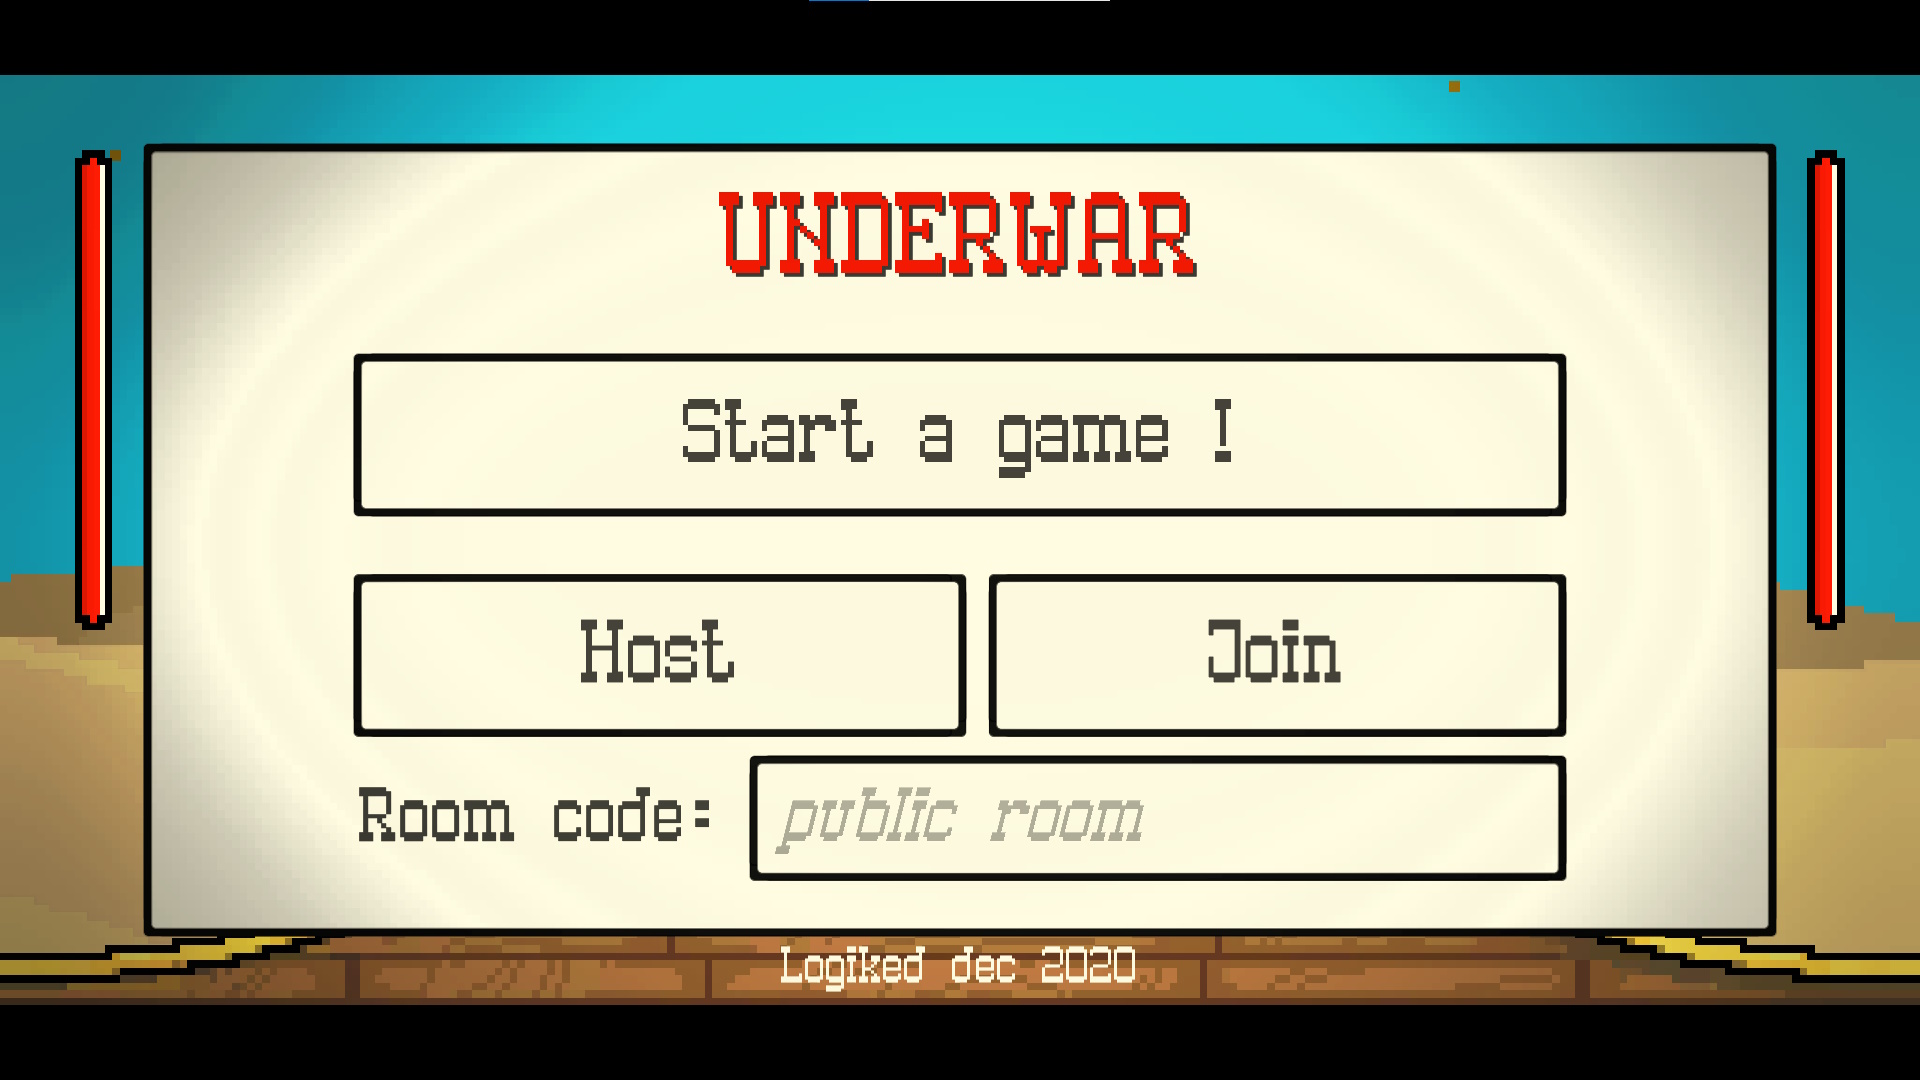 UNDERWAR
Start a game !
Host
Join
Room code:
public room
Logiked dec 2020